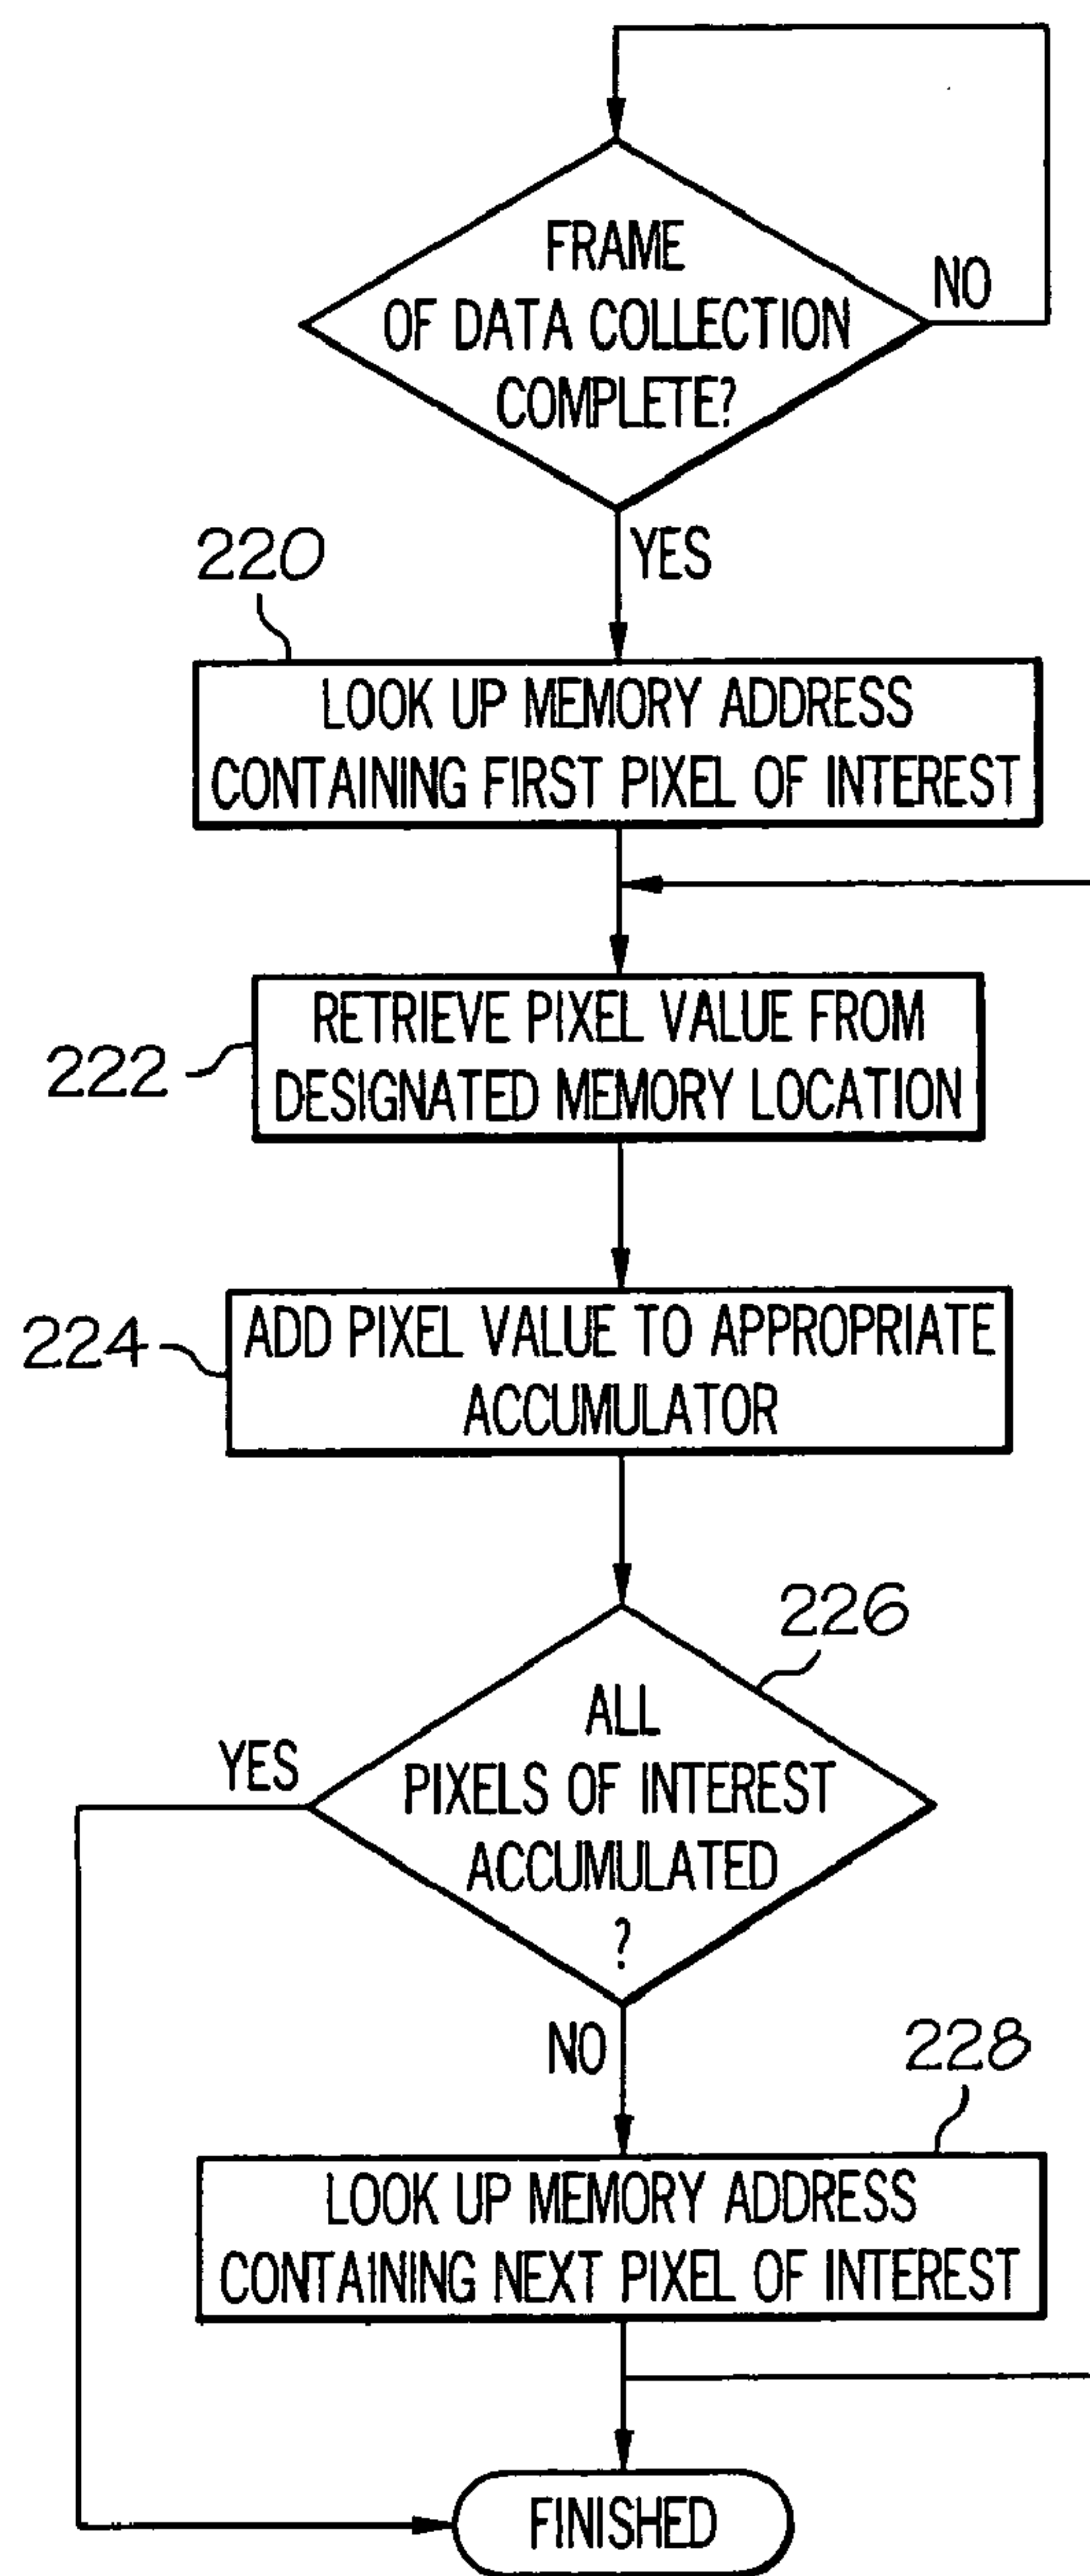 FRAME
OF DATA COLLECTION
COMPLETE?
NO
YES
220
LOOK UP MEMORY ADDRESS
CONTAINING FIRST PIXEL OF INTEREST
222
RETRIEVE PIXEL VALUE FROM
DESIGNATED MEMORY LOCATION
224
ADD PIXEL VALUE TO APPROPRIATE
ACCUMULATOR
226
ALL
PIXELS OF INTEREST
ACCUMULATED
?
YES
NO
228
LOOK UP MEMORY ADDRESS
CONTAINING NEXT PIXEL OF INTEREST
FINISHED